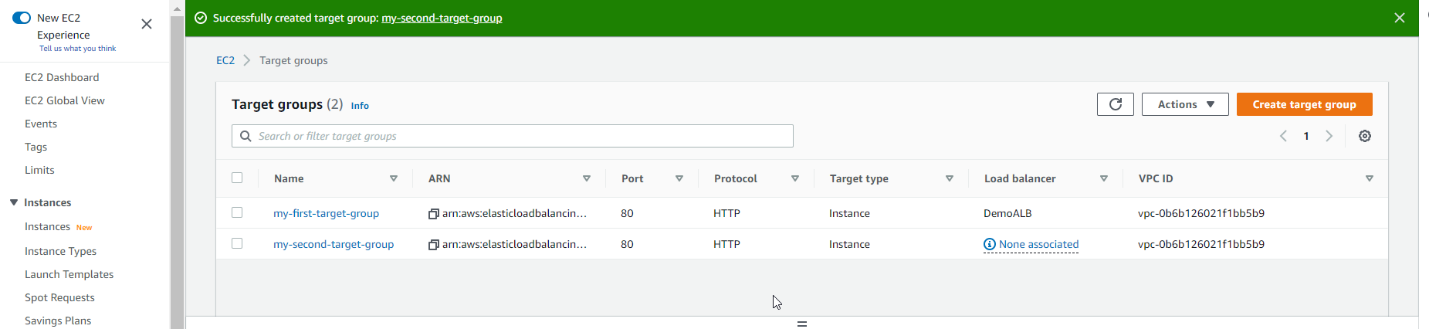 New EC2
Experience
Tell us what you think
EC2 Dashboard
EC2 Global View
Events
Tags
Limits
Instances
Instances New
Instance Types
Launch Templates
Spot Requests
Savings Plans
Successfully created target group: my-second-target-group
EC2 > Target groups
Target groups (2) Info
Actions
Create target group
Search or filter target groups
1
Name ARN Port Protocol Target type Load balancer VPC ID
my-first-target-group arn:aws:elasticloadbalancin... 80 HTTP Instance DemoALB vpc-0b6b126021f1bb5b9
my-second-target-group arn:aws:elasticloadbalancin... 80 HTTP Instance None associated vpc-0b6b126021f1bb5b9